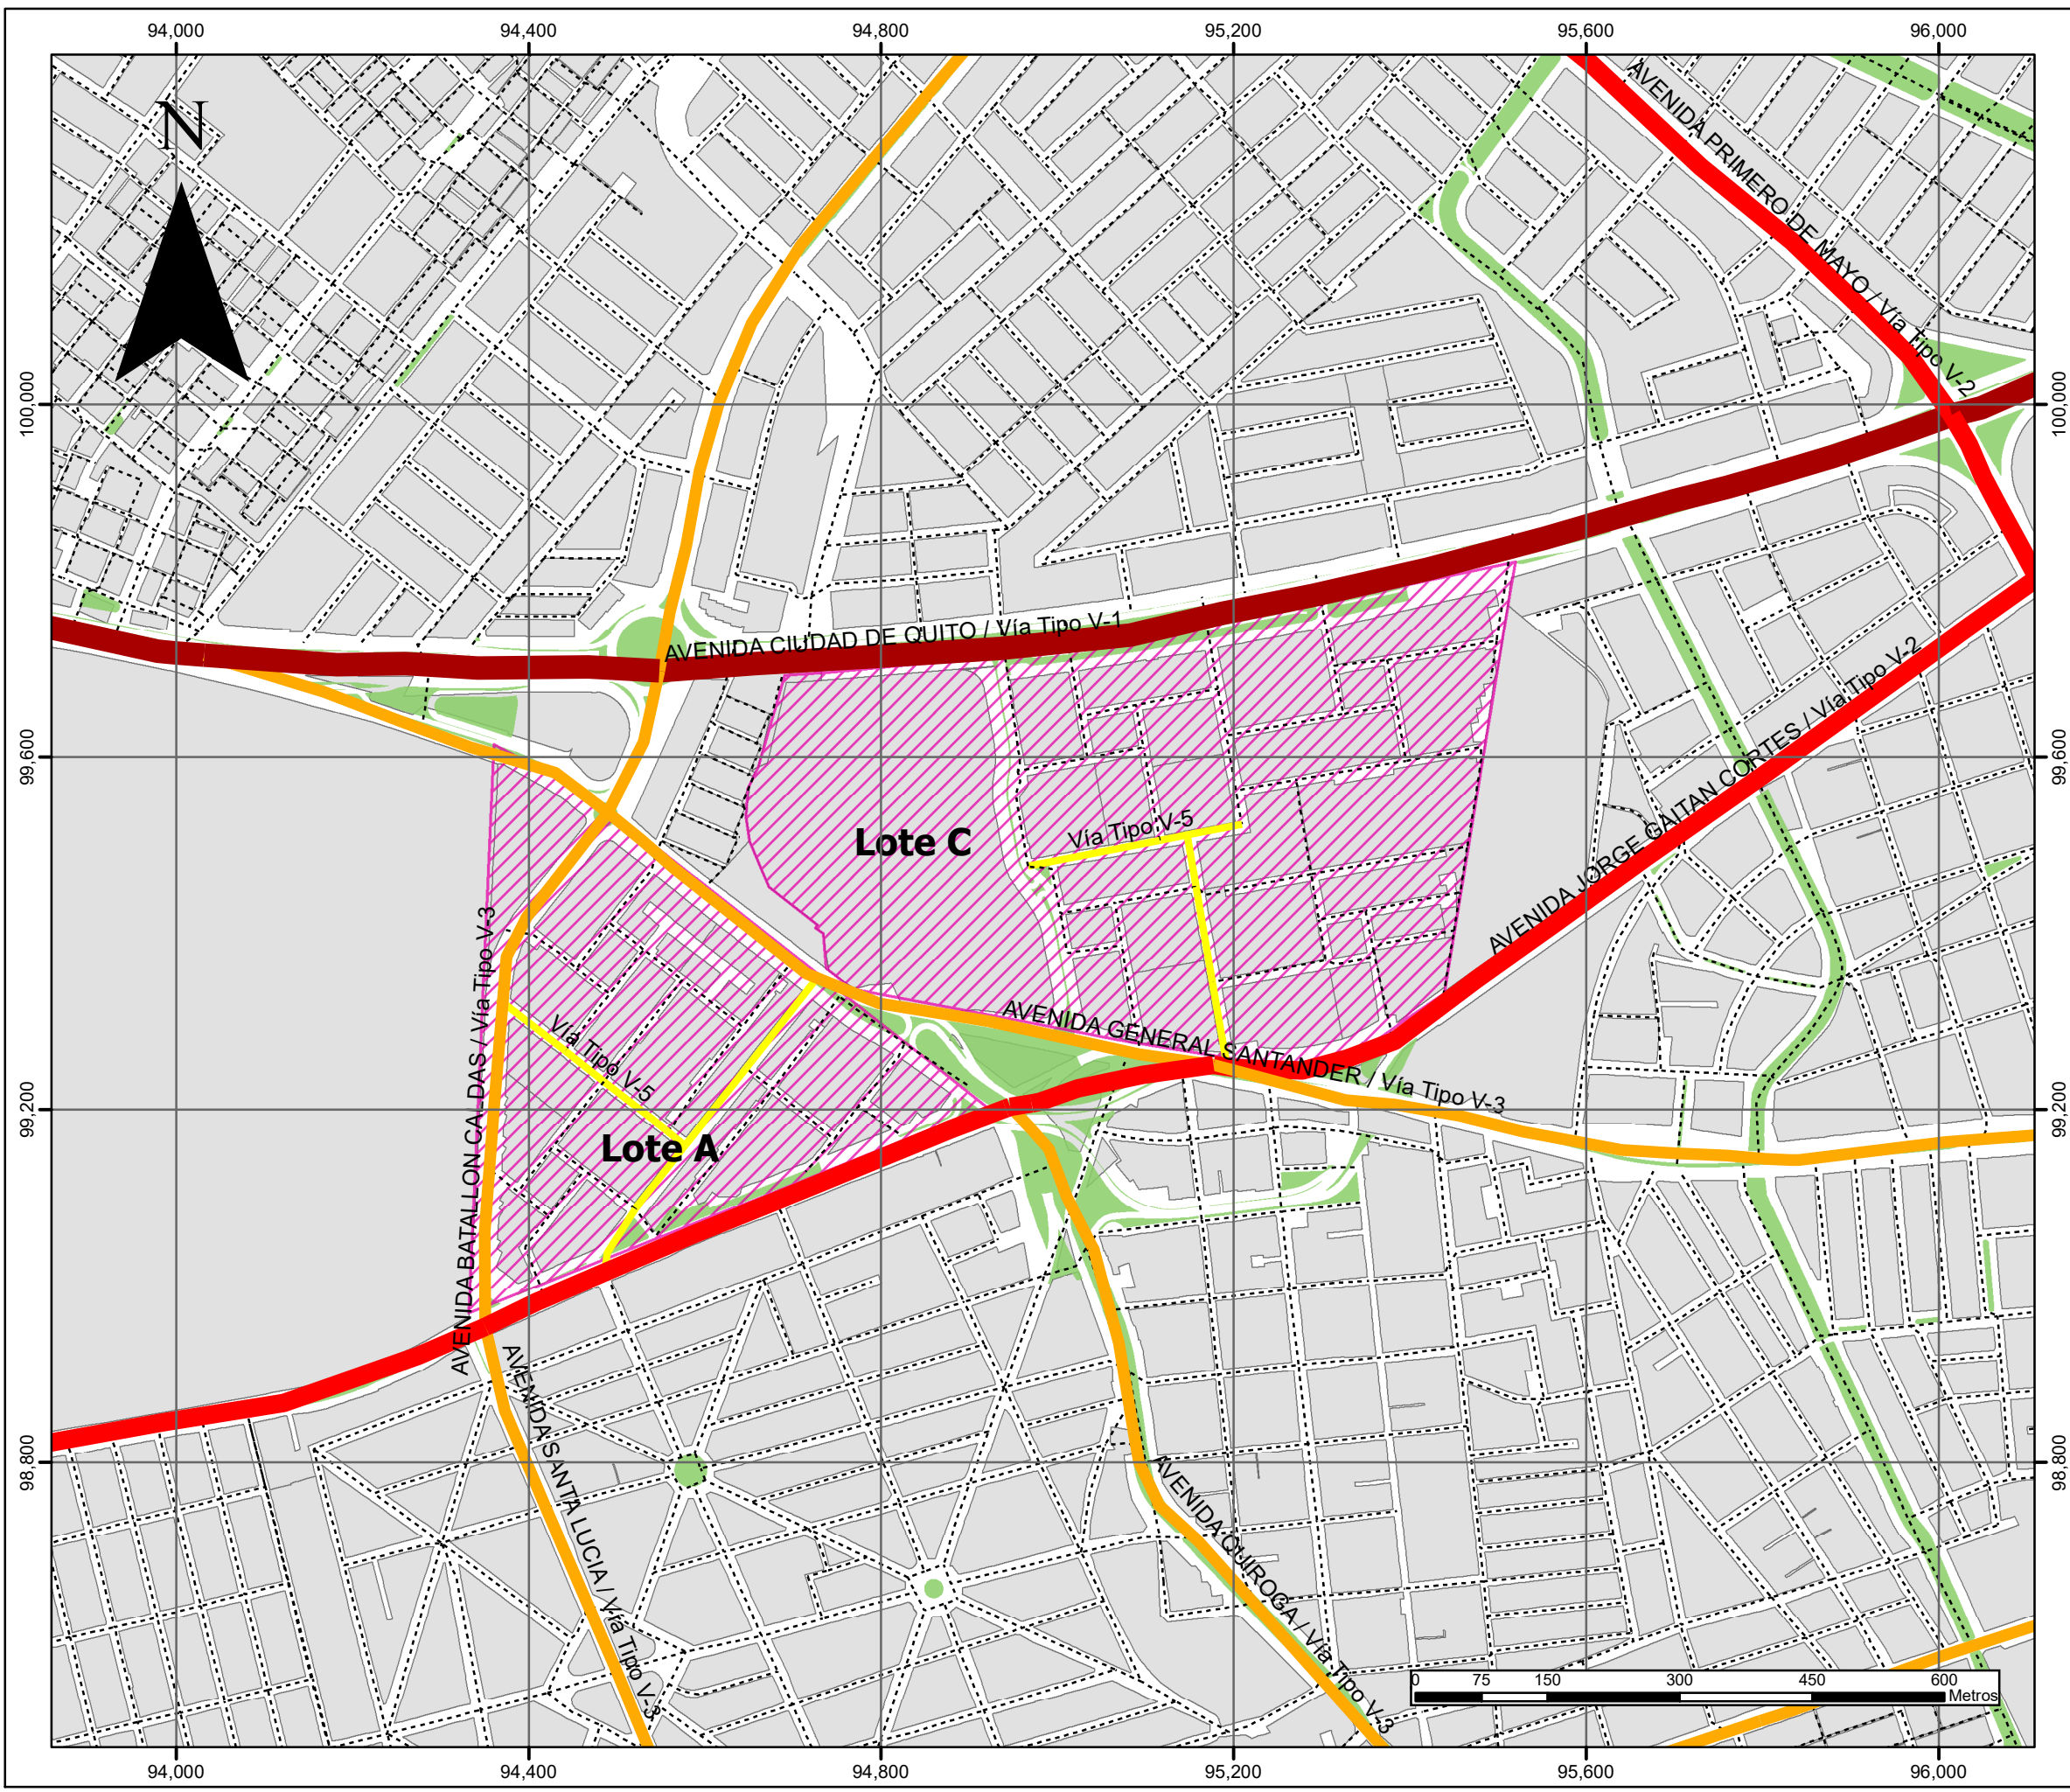 94,000 94,400 94,800 95,200 95,600 96,000
N
AVENIDA PRIMERO DE MAYO / Vía Tipo V-2
100,000 100,000
AVENIDA CIUDAD DE QUITO / Vía Tipo V-1
AVENIDA JORGE GAITAN CORTES / Vía Tipo V-2
99,600 99,600
Vía Tipo V-5
Lote C
AVENIDA BATALLON CALDAS / Vía Tipo V-3
AVENIDA GENERAL SANTANDER / Vía Tipo V-3
Vía Tipo V-5
99,200 99,200
Lote A
AVENIDA SANTA LUCIA / Vía Tipo V-3
98,800 98,800
AVENIDA QUIROGA / Vía Tipo V-3
0 75 150 300 450 600
Metros
94,000 94,400 94,800 95,200 95,600 96,000